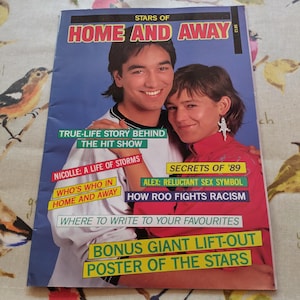 STARS OF
HOME AND AWAY
TRUE-LIFE STORY BEHIND
THE HIT SHOW
NICOLLE: A LIFE OF STORMS
SECRETS OF '89
WHO'S WHO IN
HOME AND AWAY
ALEX: RELUCTANT SEX SYMBOL
HOW ROO FIGHTS RACISM
WHERE TO WRITE TO YOUR FAVOURITES
BONUS GIANT LIFT-OUT
POSTER OF THE STARS